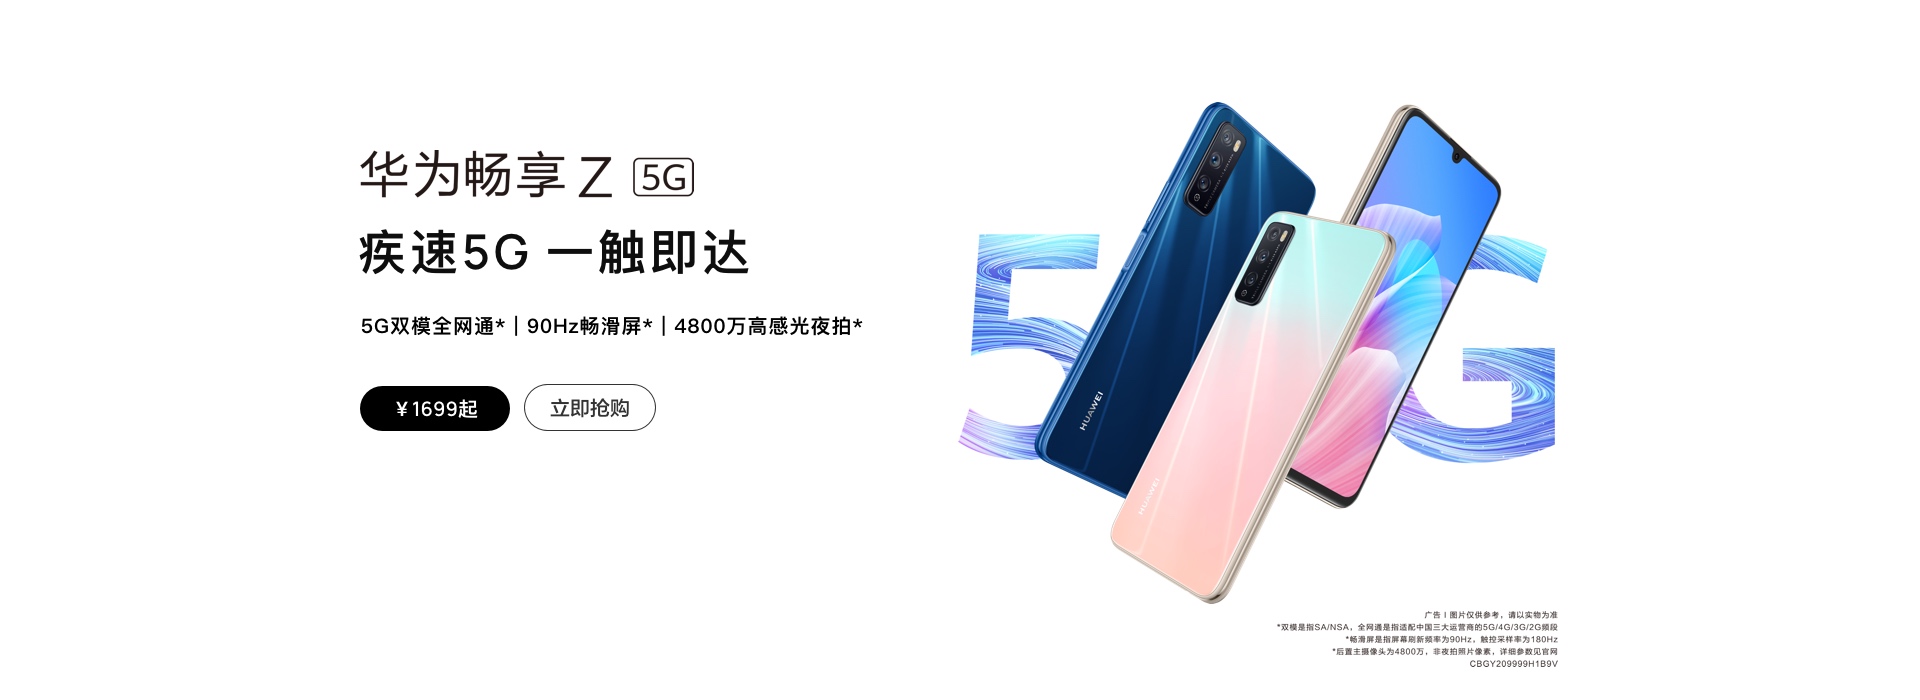 华为畅享 Z 5G
疾速5G 一触即达
5G双模全网通* | 90Hz畅滑屏* | 4800万高感光夜拍*
￥1699起
立即抢购
5G
HUAWEI
HUAWEI
广告 | 图片仅供参考，请以实物为准
*双模是指SA/NSA，全网通是指适配中国三大运营商的5G/4G/3G/2G频段
*畅滑屏是指屏幕刷新频率为90Hz，触控采样率为180Hz
*后置主摄像头为4800万，非夜拍照片像素，详细参数见官网
CBGY209999H1B9V